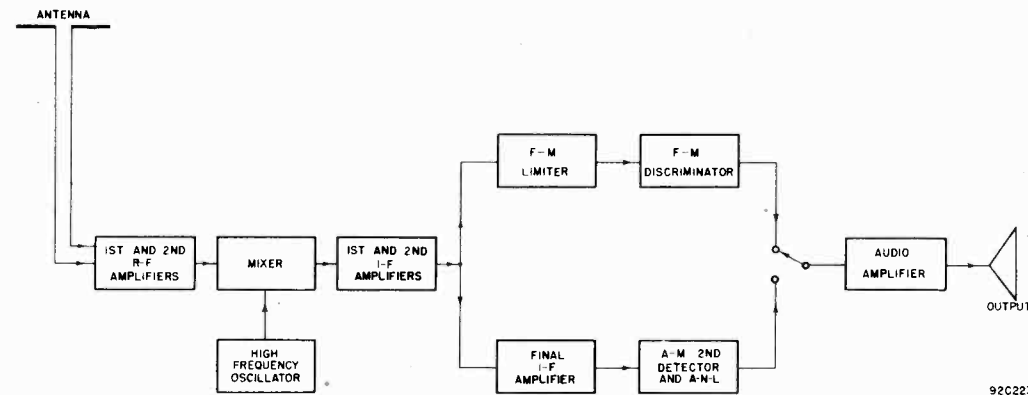 ANTENNA
F-M
LIMITER
F-M
DISCRIMINATOR
1ST AND 2ND
R-F
AMPLIFIERS
MIXER
1ST AND 2ND
I-F
AMPLIFIERS
AUDIO
AMPLIFIER
OUTPUT
HIGH
FREQUENCY
OSCILLATOR
FINAL
I-F
AMPLIFIER
A-M 2ND
DETECTOR
AND A-N-L